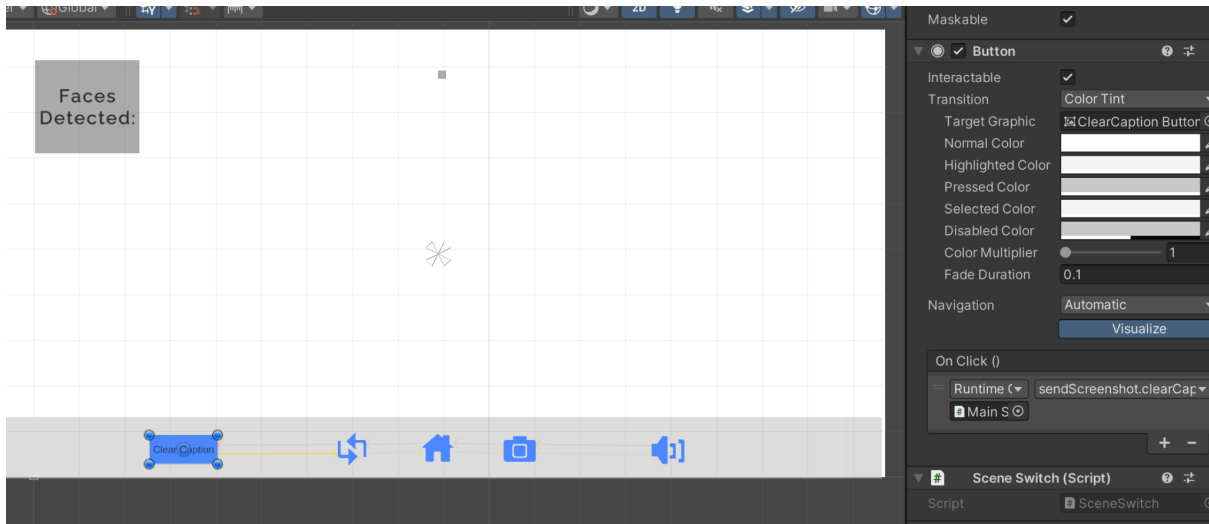 Global
2D
Faces
Detected:
Clear Caption
Maskable
Button
Interactable
Transition Color Tint
Target Graphic ClearCaption Button
Normal Color
Highlighted Color
Pressed Color
Selected Color
Disabled Color
Color Multiplier 1
Fade Duration 0.1
Navigation Automatic
Visualize
On Click ()
Runtime ( sendScreenshot.clearCap
# Main S
+ -
# Scene Switch (Script)
Script # SceneSwitch